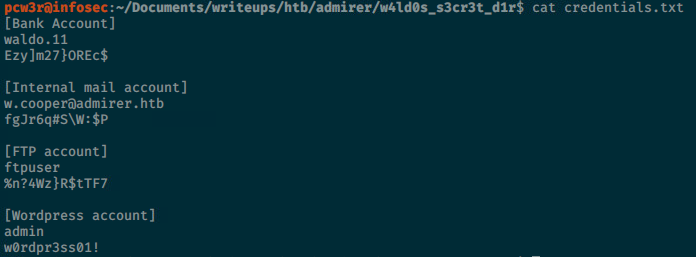 pcw3r@infosec:~/Documents/writeups/htb/admirer/w4ld0s_s3cr3t_d1r$ cat credentials.txt
[Bank Account]
waldo.11
Ezy]m27}OREc$
[Internal mail account]
w.cooper@admirer.htb
fgJr6q#S\W:$P
[FTP account]
ftpuser
%n?4Wz}R$tTF7
[Wordpress account]
admin
w0rdpr3ss01!